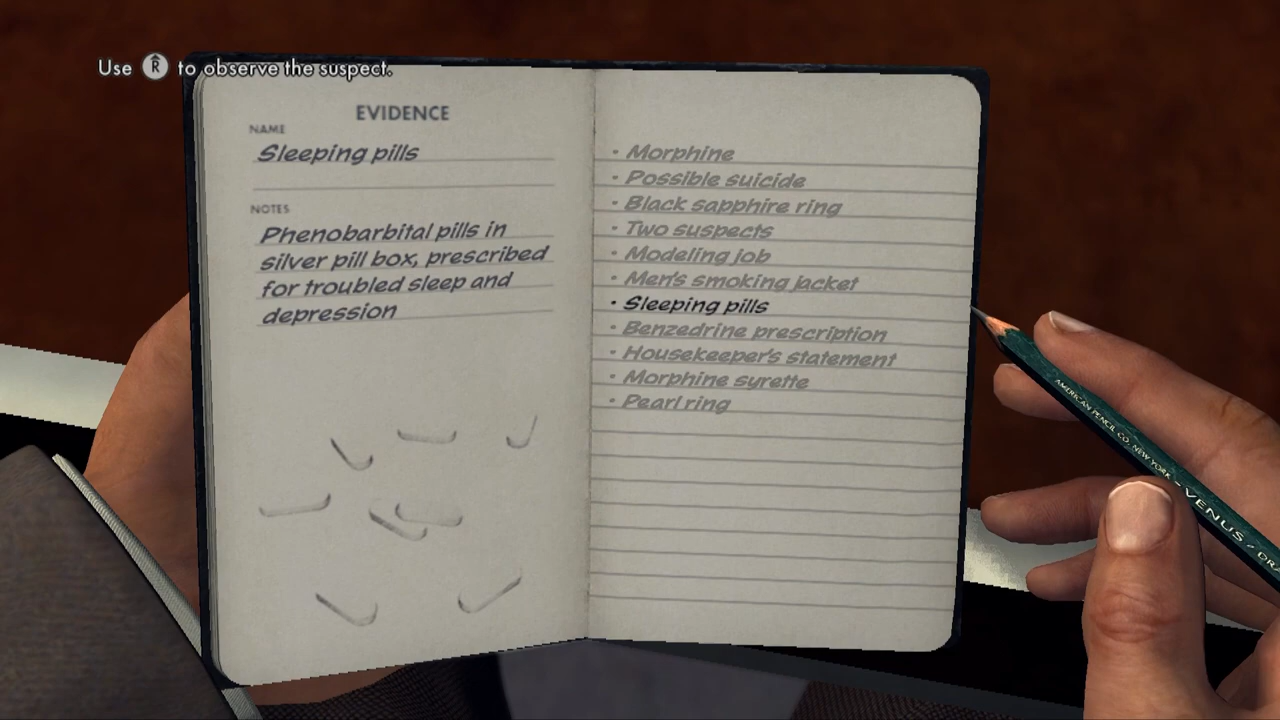 Use R to observe the suspect.
EVIDENCE
NAME
Sleeping pills
NOTES
Phenobarbital pills in
silver pill box, prescribed
for troubled sleep and
depression
• Morphine
• Possible suicide
• Black sapphire ring
• Two suspects
• Modeling job
• Men's smoking jacket
• Sleeping pills
• Benzedrine prescription
• Housekeeper's statement
• Morphine syrette
• Pearl ring
AMERICAN PENCIL CO. NEW YORK VENUS - DRA